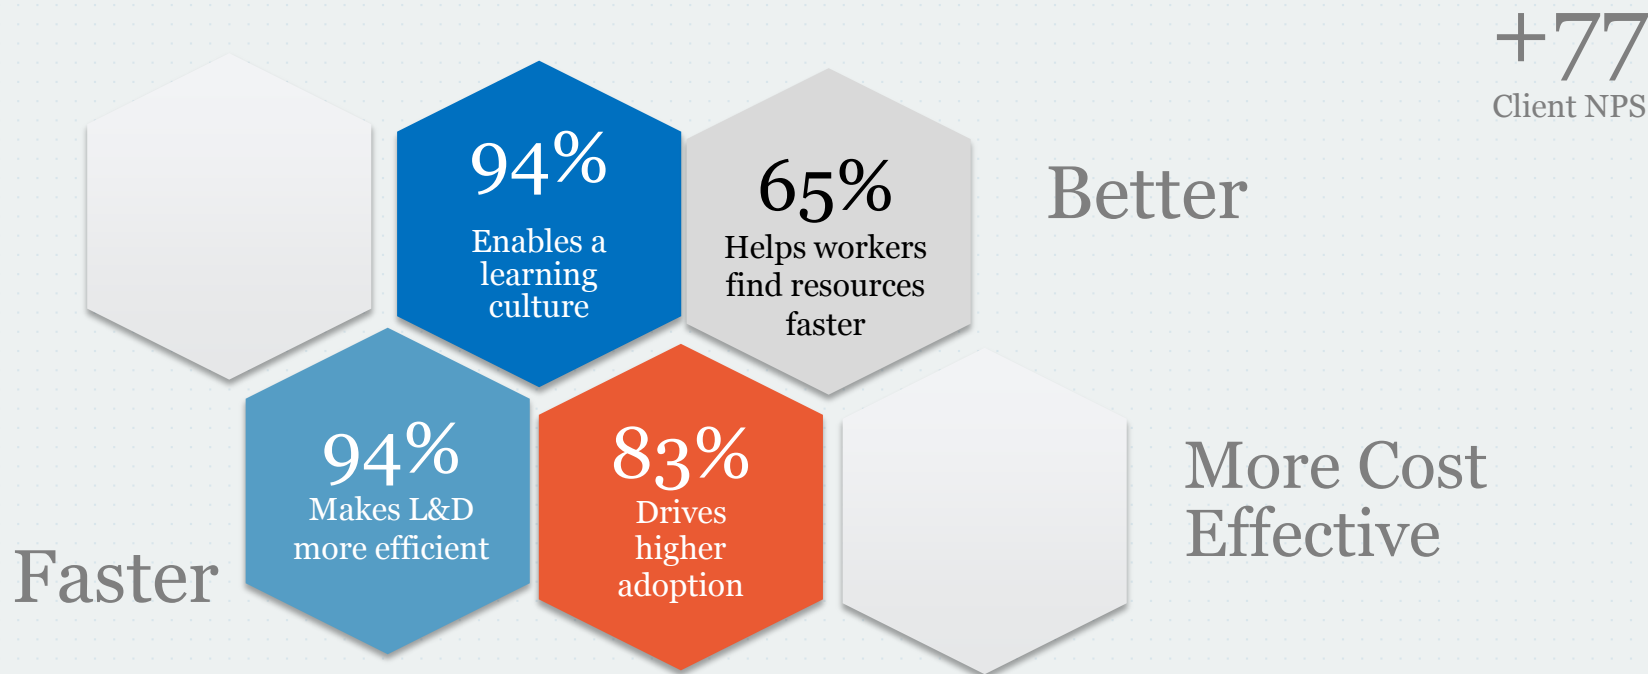 +77
Client NPS
94%
Enables a
learning
culture
65%
Helps workers
find resources
faster
Better
94%
Makes L&D
more efficient
83%
Drives
higher
adoption
More Cost
Effective
Faster